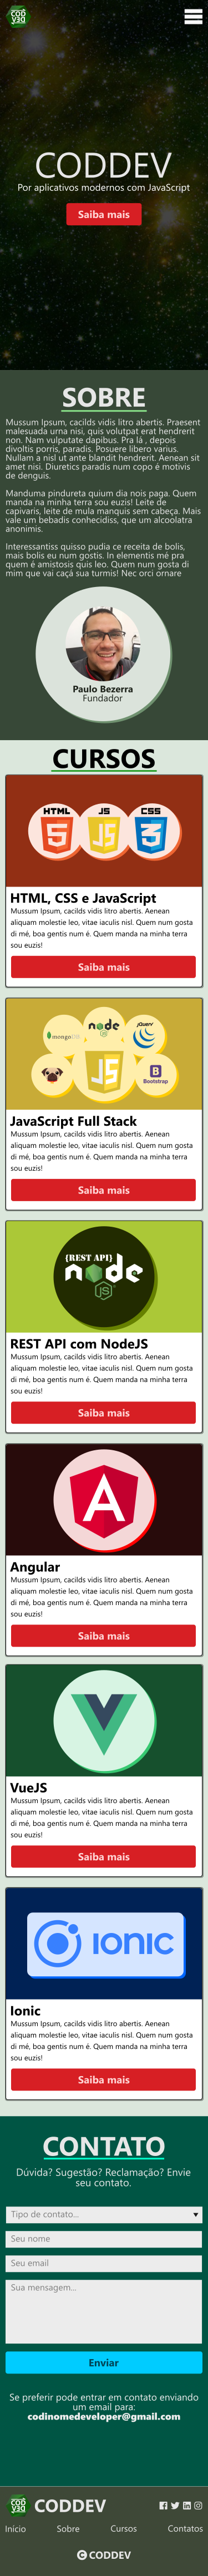 COD
DEV
CODDEV
Por aplicativos modernos com JavaScript
Saiba mais
SOBRE
Mussum Ipsum, cacilds vidis litro abertis. Praesent
malesuada urna nisi, quis volutpat erat hendrerit
non. Nam vulputate dapibus. Pra lá , depois
divoltis porris, paradis. Posuere libero varius.
Nullam a nisl ut ante blandit hendrerit. Aenean sit
amet nisi. Diuretics paradis num copo é motivis
de denguis.
Manduma pindureta quium dia nois paga. Quem
manda na minha terra sou euzis! Leite de
capivaris, leite de mula manquis sem cabeça. Mais
vale um bebadis conhecidiss, que um alcoolatra
anonimis.
Interessantiss quisso pudia ce receita de bolis,
mais bolis eu num gostis. In elementis mé pra
quem é amistosis quis leo. Quem num gosta di
mim que vai caçá sua turmis! Nec orci ornare
Paulo Bezerra
Fundador
CURSOS
HTML JS CSS
5 JS 3
HTML, CSS e JavaScript
Mussum Ipsum, cacilds vidis litro abertis. Aenean
aliquam molestie leo, vitae iaculis nisl. Quem num gosta
di mé, boa gentis num é. Quem manda na minha terra
sou euzis!
Saiba mais
mongoDB
node
JS
jQuery
JS
B
Bootstrap
JavaScript Full Stack
Mussum Ipsum, cacilds vidis litro abertis. Aenean
aliquam molestie leo, vitae iaculis nisl. Quem num gosta
di mé, boa gentis num é. Quem manda na minha terra
sou euzis!
Saiba mais
{REST API}
node
JS
REST API com NodeJS
Mussum Ipsum, cacilds vidis litro abertis. Aenean
aliquam molestie leo, vitae iaculis nisl. Quem num gosta
di mé, boa gentis num é. Quem manda na minha terra
sou euzis!
Saiba mais
A
Angular
Mussum Ipsum, cacilds vidis litro abertis. Aenean
aliquam molestie leo, vitae iaculis nisl. Quem num gosta
di mé, boa gentis num é. Quem manda na minha terra
sou euzis!
Saiba mais
VueJS
Mussum Ipsum, cacilds vidis litro abertis. Aenean
aliquam molestie leo, vitae iaculis nisl. Quem num gosta
di mé, boa gentis num é. Quem manda na minha terra
sou euzis!
Saiba mais
ionic
Ionic
Mussum Ipsum, cacilds vidis litro abertis. Aenean
aliquam molestie leo, vitae iaculis nisl. Quem num gosta
di mé, boa gentis num é. Quem manda na minha terra
sou euzis!
Saiba mais
CONTATO
Dúvida? Sugestão? Reclamação? Envie
seu contato.
Tipo de contato...
Seu nome
Seu email
Sua mensagem...
Enviar
Se preferir pode entrar em contato enviando
um email para:
codinomedeveloper@gmail.com
COD
DEV
CODDEV
Início Sobre Cursos Contatos
© CODDEV